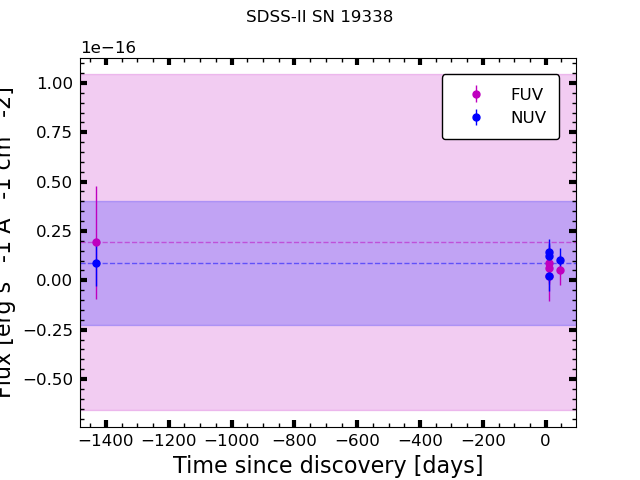 SDSS-II SN 19338
1e−16
Flux [erg s -1 A -1 cm -2]
1.00
0.75
0.50
0.25
0.00
−0.25
−0.50
FUV
NUV
−1400 −1200 −1000 −800 −600 −400 −200 0
Time since discovery [days]